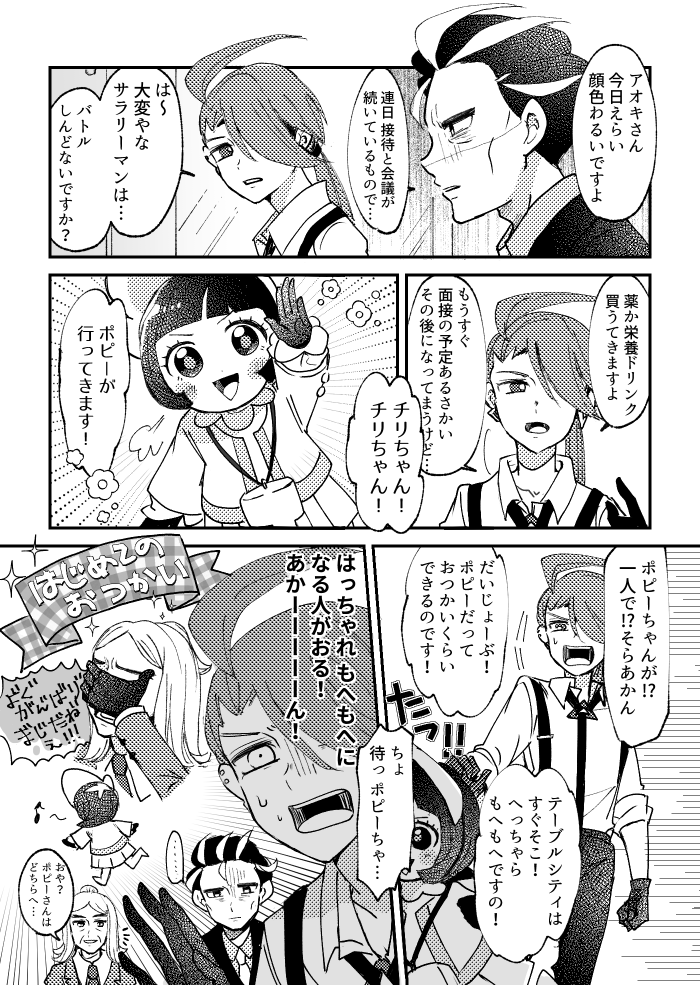 アオキさん
今日えらい
顔色わるいですよ
連日 接待と会議が
続いているもので…
は～
大変やな
サラリーマンは…
バトル
しんどないですか？
薬か栄養ドリンク
買うてきますよ
もうすぐ
面接の予定あるさかい
その後になってまうけど…
チリちゃん！
チリちゃん！
ポピーが
行ってきます！
ポピーちゃんが!?
一人で!?そらあかん
だいじょーぶ！
ポピーだって
おつかいくらい
できるのです！
テーブルシティは
すぐそこ！
へっちゃら
もへもへですの！
たっ!!
ちょ
待っ ポピーちゃ…
はっちゃれもへもへに
なる人がおる！
あかーーーーん！
はじめての
おつかい
よぐ
がんばり
まじだね
ぇ!!!
……
おや？
ポピーさんは
どちらへ…